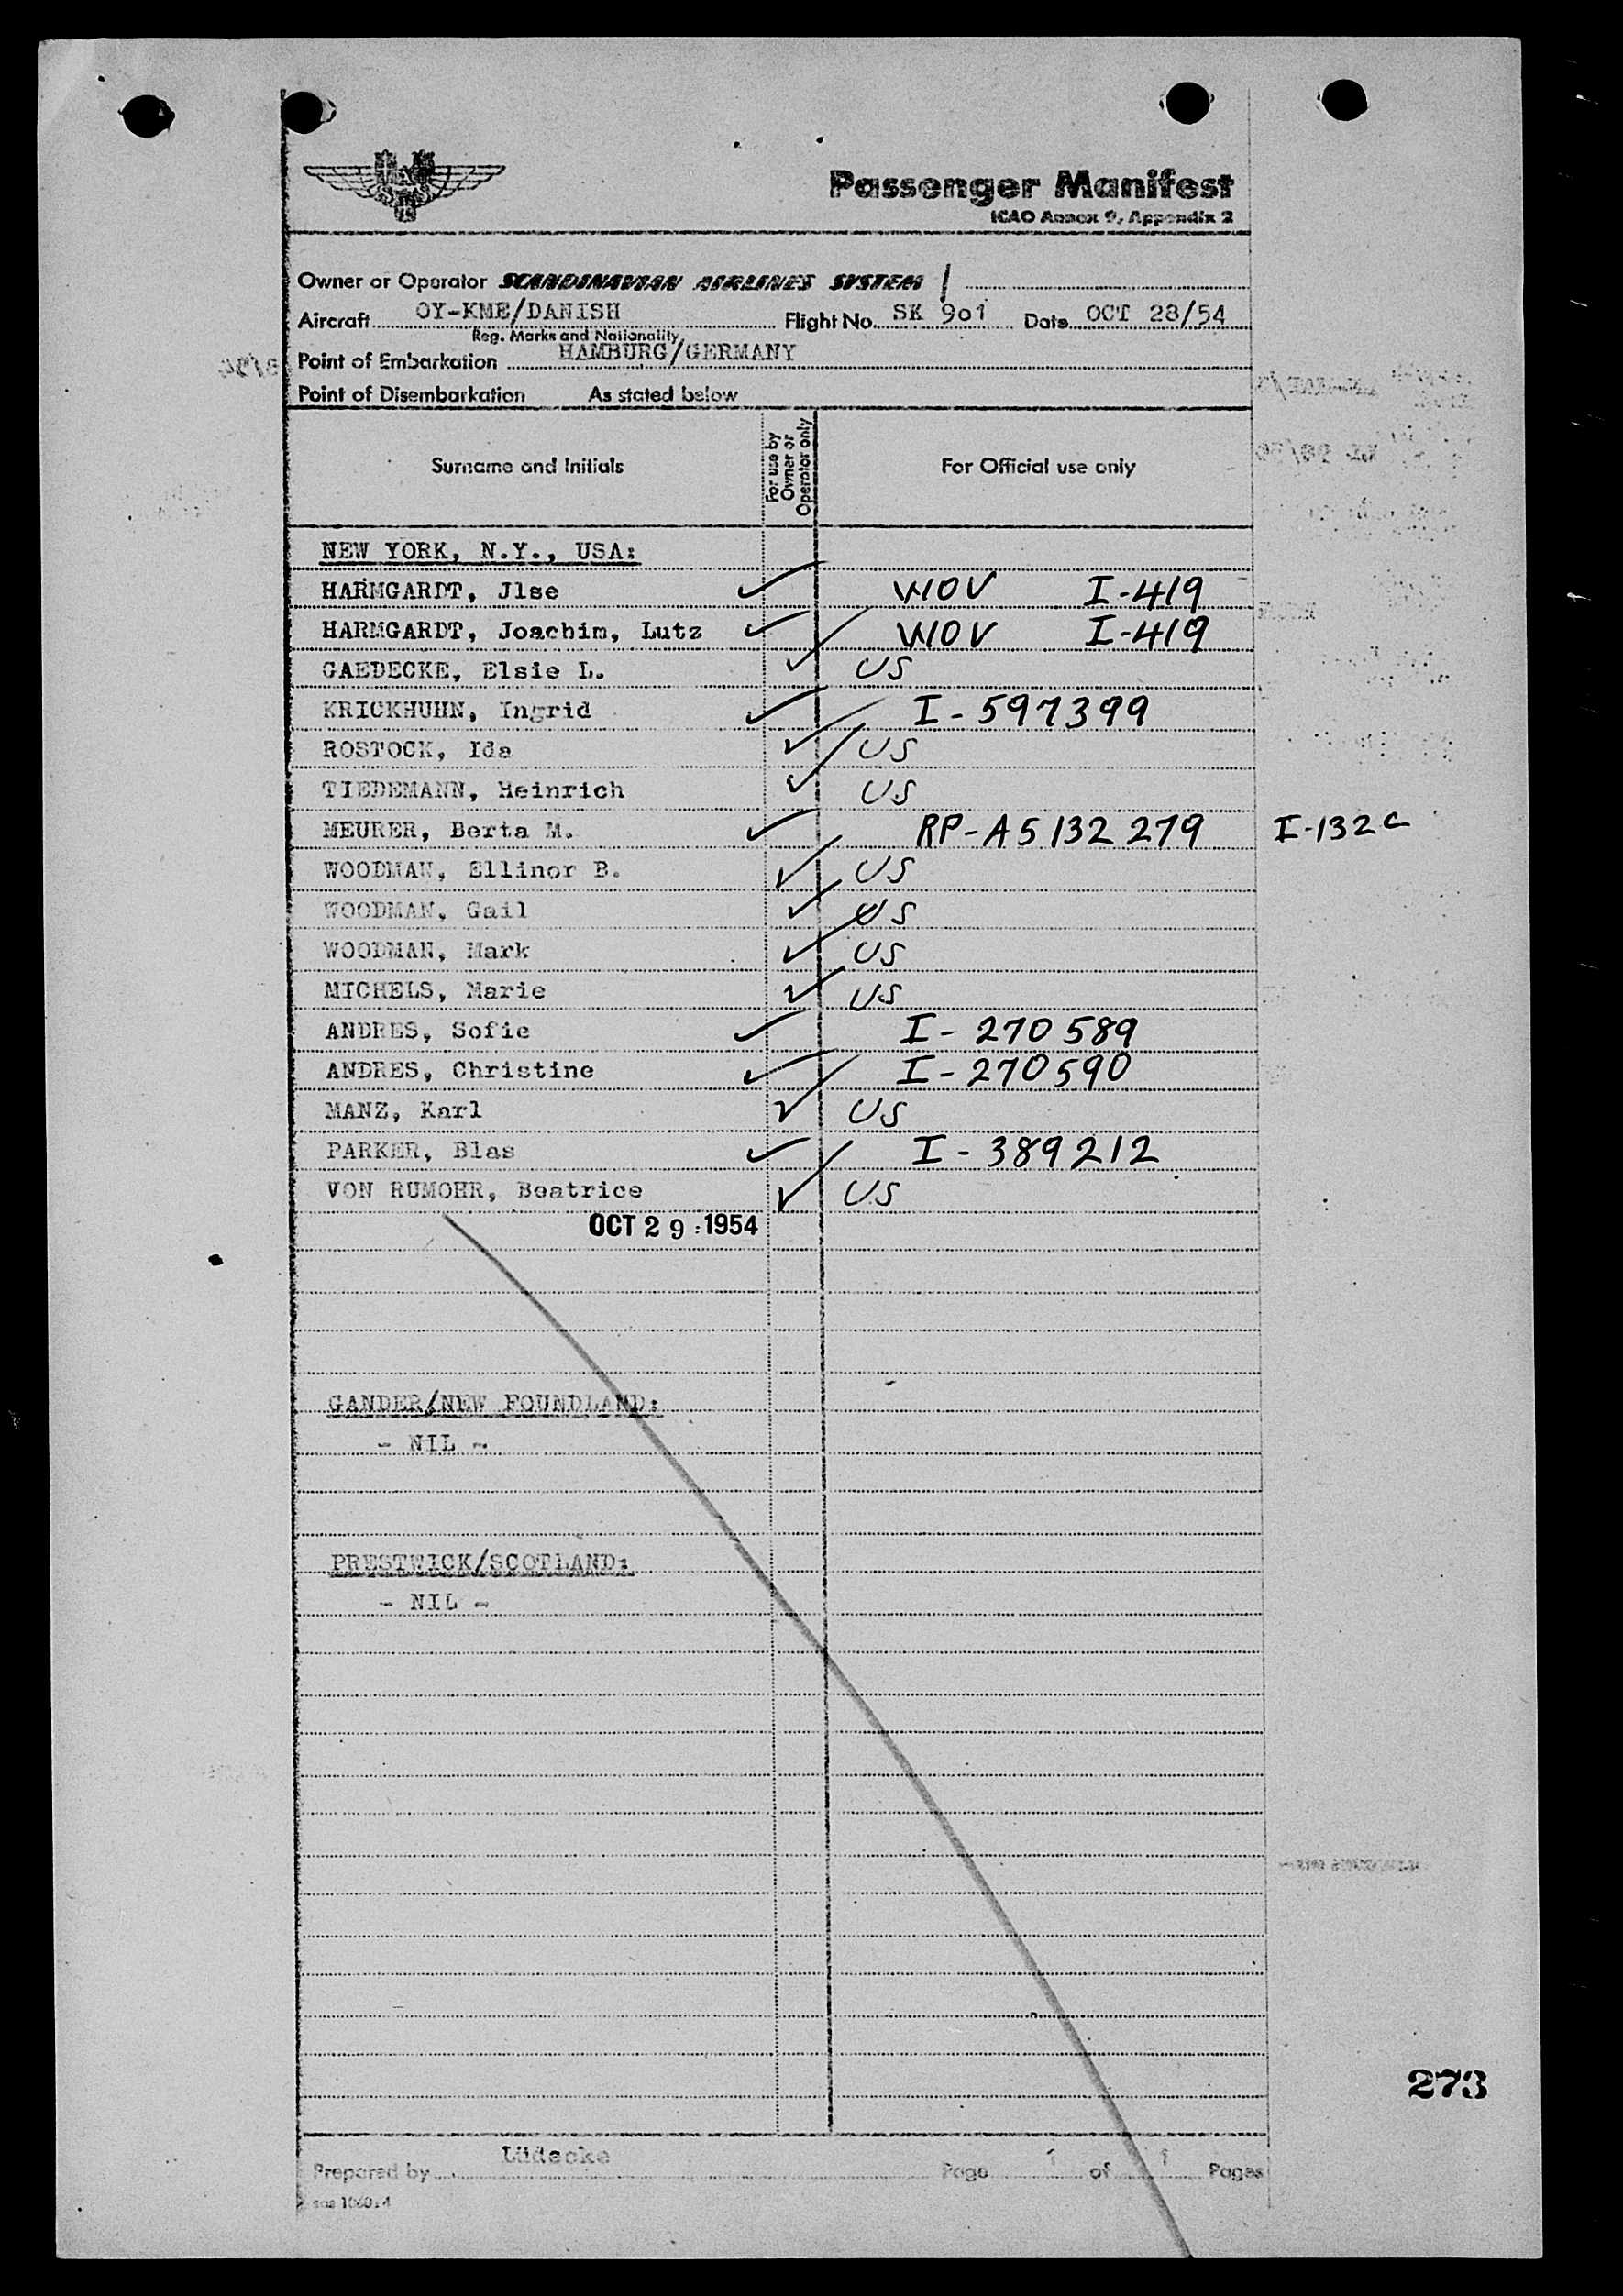 Passenger Manifest
ICAO Annex 9, Appendix 2
Owner or Operator SCANDINAVIAN AIRLINES SYSTEM
Aircraft OY-KME/DANISH Flight No. SK 901 Date OCT 28/54
Reg. Marks and Nationality
Point of Embarkation HAMBURG/GERMANY
Point of Disembarkation As stated below
Surname and Initials For use by Owner or Operator only For Official use only
NEW YORK, N.Y., USA:
HARMGARDT, Jlse WOV I-419
HARMGARDT, Joachim, Lutz WOV I-419
GAEDECKE, Elsie L. US
KRICKHUHN, Ingrid I-597399
ROSTOCK, Ida US
TIEDEMANN, Heinrich US
MEURER, Berta M. RP-A5132279 I-132c
WOODMAN, Ellinor B. US
WOODMAN, Gail US
WOODMAN, Mark US
MICHELS, Marie US
ANDRES, Sofie I-270589
ANDRES, Christine I-270590
MANZ, Karl US
PARKER, Blas I-389212
VON RUMOHR, Beatrice US
OCT 29 1954
GANDER/NEW FOUNDLAND:
- NIL -
PRESTWICK/SCOTLAND:
- NIL -
273
Prepared by Lüdecke Page 1 of 1 Pages